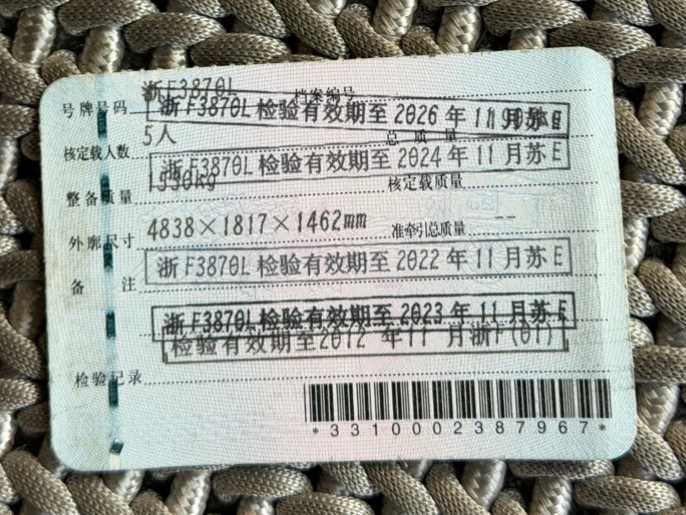 号牌号码 浙F3870L 档案编号
浙F3870L检验有效期至2026年11月苏E
核定载人数 5人 总质量
浙F3870L检验有效期至2024年11月苏E
整备质量 核定载质量
外廓尺寸 4838×1817×1462mm 准牵引总质量 --
浙F3870L检验有效期至2022年11月苏E
备注
浙F3870L检验有效期至2023年11月苏E
检验有效期至2012年11月浙F(01)
检验记录
*3310002387967*